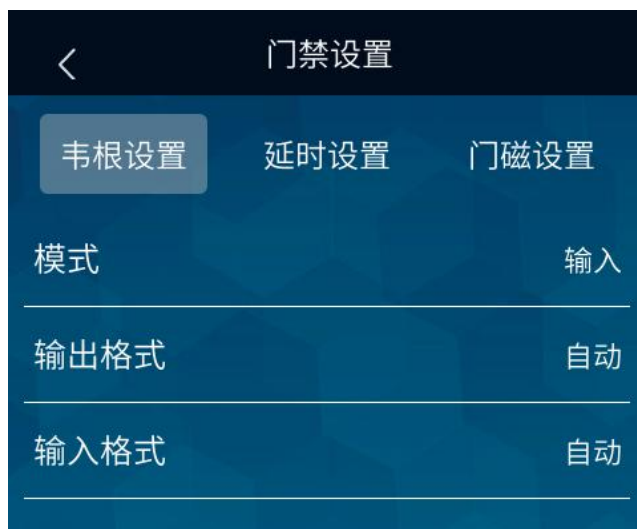 门禁设置
韦根设置 延时设置 门磁设置
模式 输入
输出格式 自动
输入格式 自动